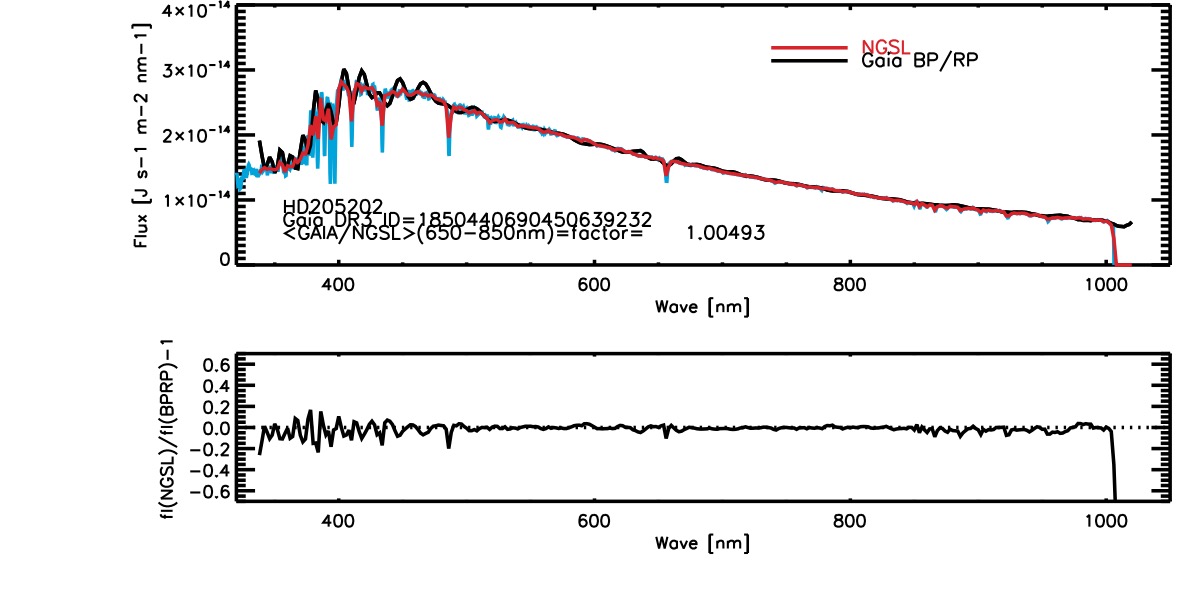 4×10−14
3×10−14
2×10−14
1×10−14
0
Flux [J s−1 m−2 nm−1]
NGSL
Gaia BP/RP
HD205202
Gaia DR3 ID=1850440690450639232
<GAIA/NGSL>(650−850nm)=factor= 1.00493
400 600 800 1000
Wave [nm]
fl(NGSL)/fl(BPRP)−1
0.6
0.4
0.2
0.0
−0.2
−0.4
−0.6
400 600 800 1000
Wave [nm]